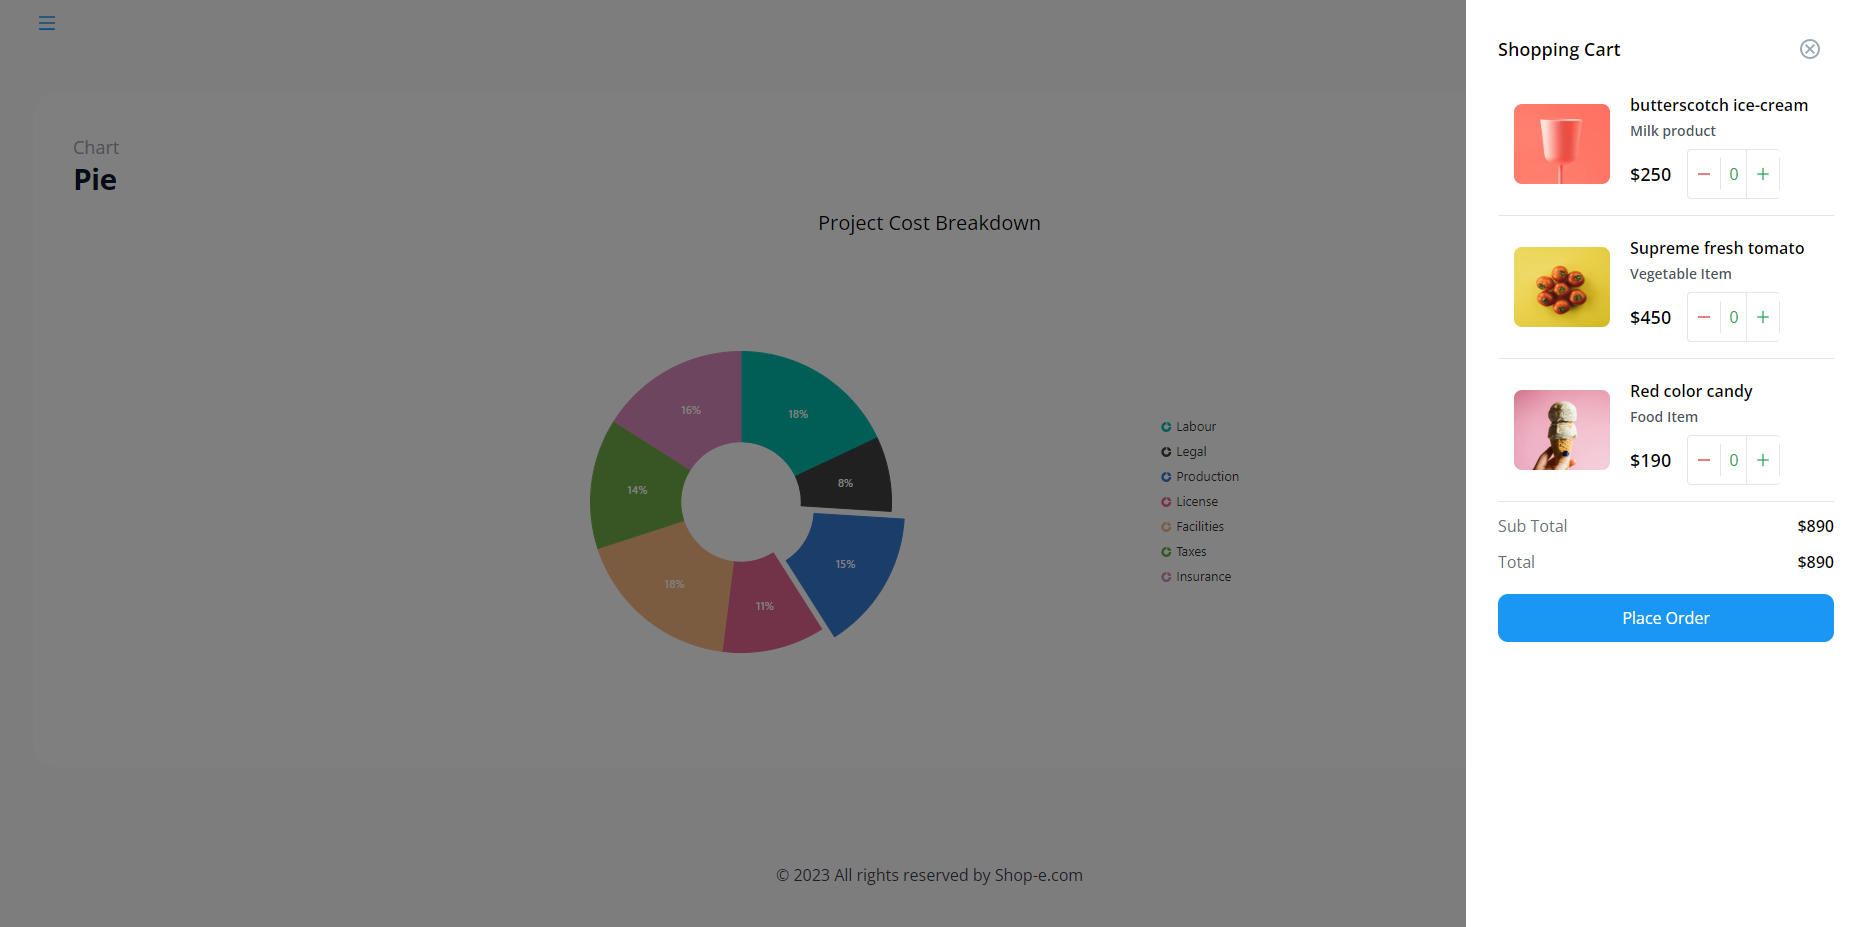 Chart
Pie
Project Cost Breakdown
16%
18%
8%
14%
15%
18%
11%
Labour
Legal
Production
License
Facilities
Taxes
Insurance
© 2023 All rights reserved by Shop-e.com
Shopping Cart
butterscotch ice-cream
Milk product
$250 0
Supreme fresh tomato
Vegetable Item
$450 0
Red color candy
Food Item
$190 0
Sub Total $890
Total $890
Place Order